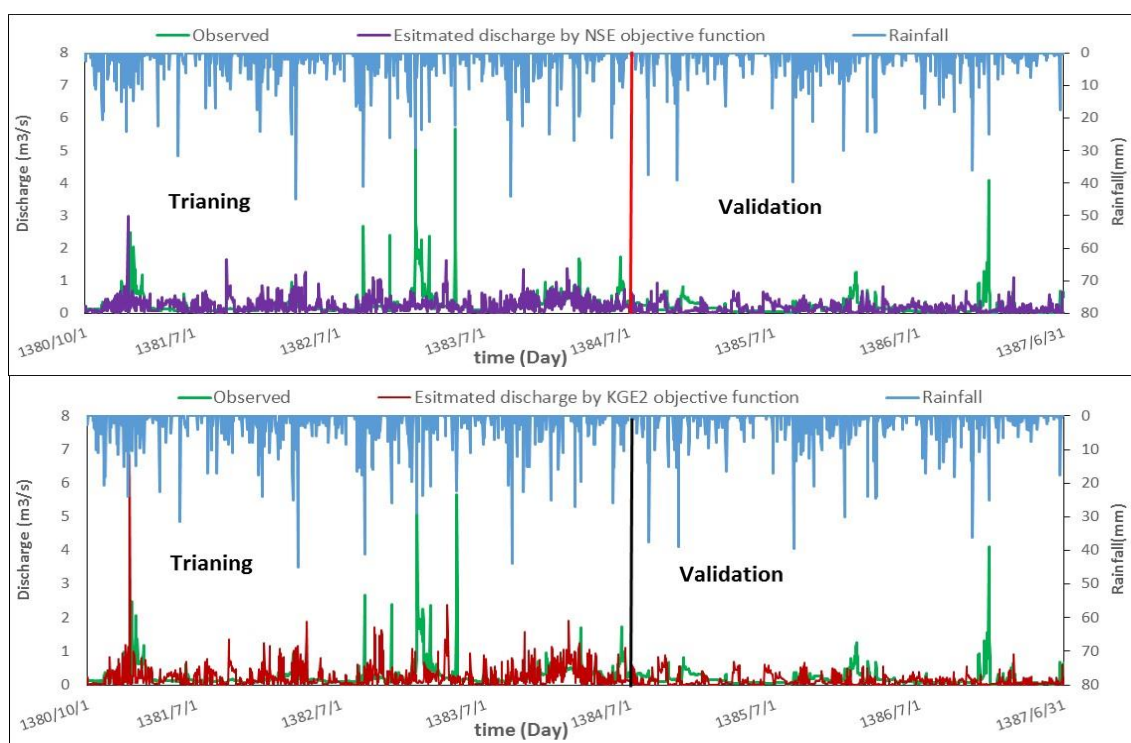 Observed Esitmated discharge by NSE objective function Rainfall
8 0
7 10
6 20
5 30
4 40
3 50
2 60
1 70
0 80
Discharge (m3/s)
Rainfall(mm)
Trianing Validation
1380/10/1 1381/7/1 1382/7/1 1383/7/1 1384/7/1 1385/7/1 1386/7/1 1387/6/31
time (Day)
Observed Esitmated discharge by KGE2 objective function Rainfall
8 0
7 10
6 20
5 30
4 40
3 50
2 60
1 70
0 80
Discharge (m3/s)
Rainfall(mm)
Trianing Validation
1380/10/1 1381/7/1 1382/7/1 1383/7/1 1384/7/1 1385/7/1 1386/7/1 1387/6/31
time (Day)